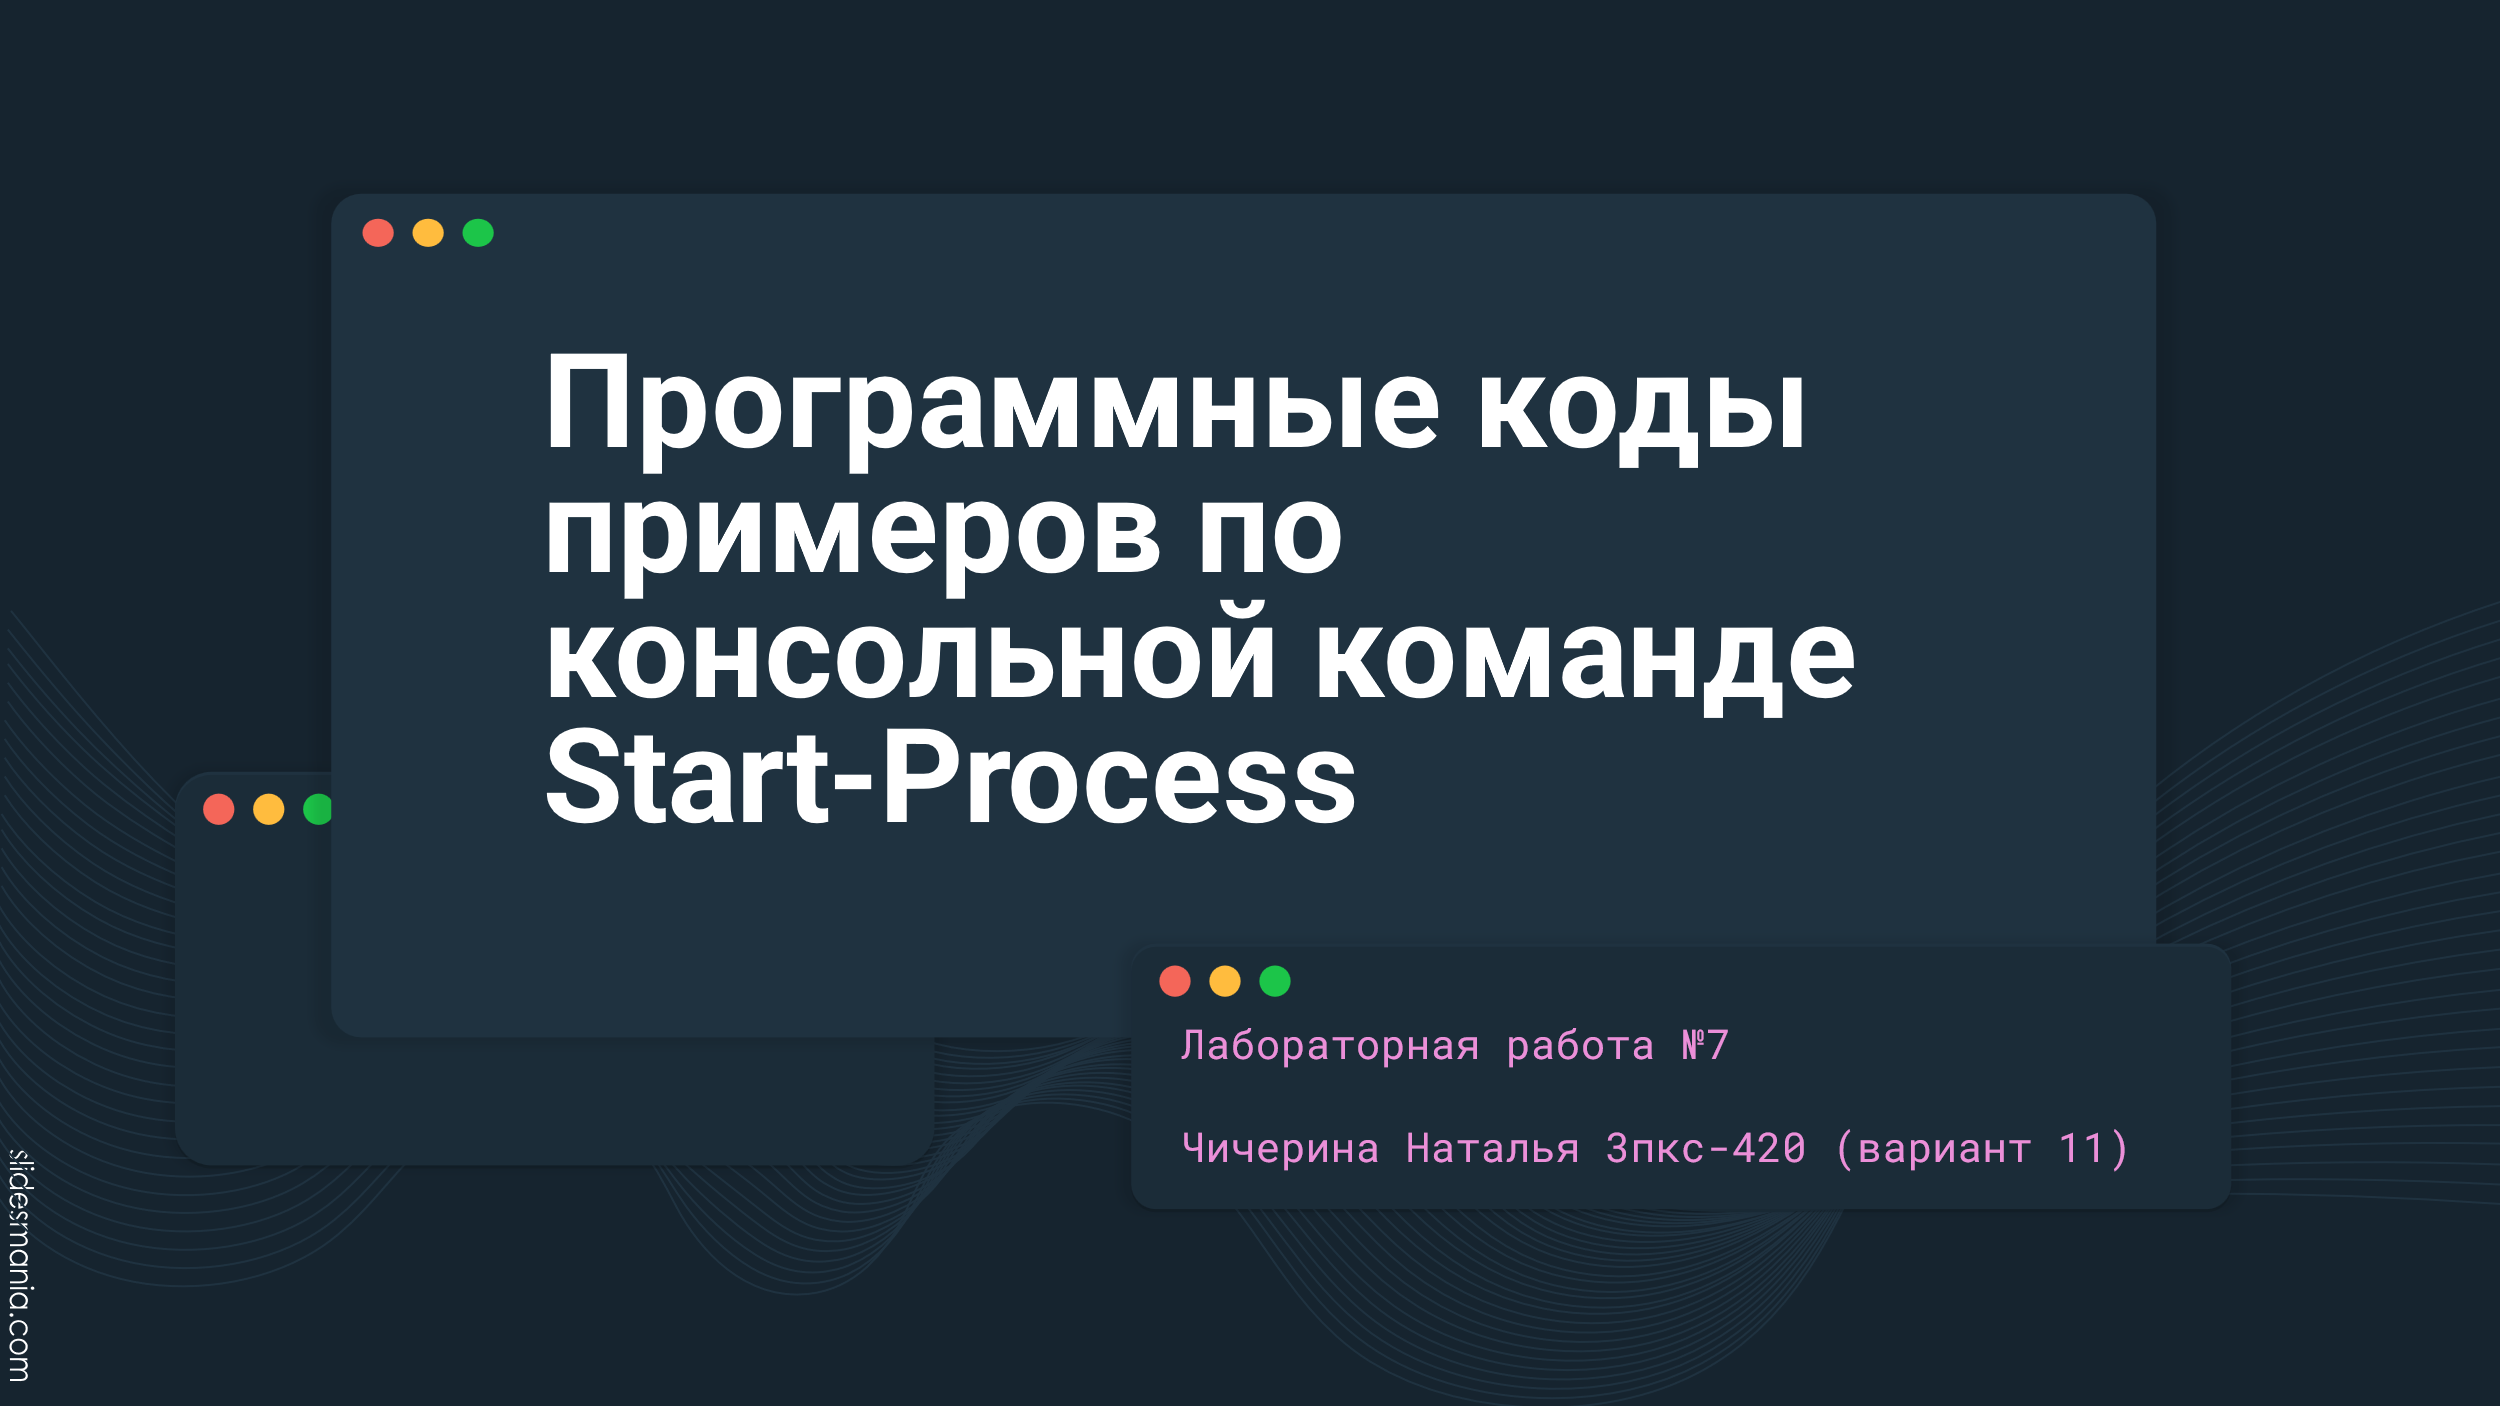 Программные коды
примеров по
консольной команде
Start-Process
Лабораторная работа №7
Чичерина Наталья 3пкс-420 (вариант 11)
slidesmania.com